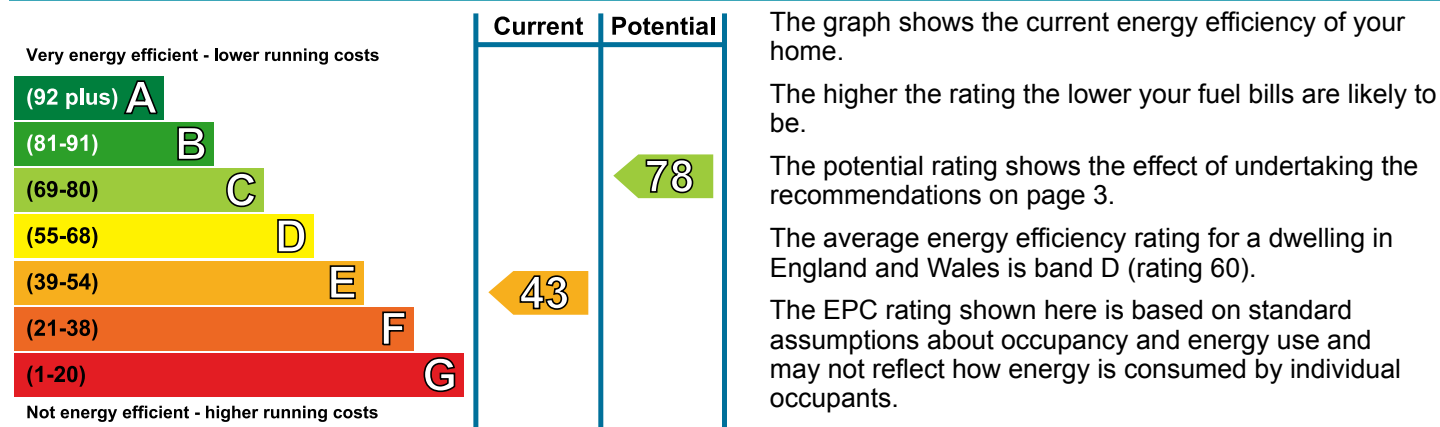 Current Potential
Very energy efficient - lower running costs
(92 plus) A
(81-91) B
(69-80) C
78
(55-68) D
(39-54) E
43
(21-38) F
(1-20) G
Not energy efficient - higher running costs
The graph shows the current energy efficiency of your
home.
The higher the rating the lower your fuel bills are likely to
be.
The potential rating shows the effect of undertaking the
recommendations on page 3.
The average energy efficiency rating for a dwelling in
England and Wales is band D (rating 60).
The EPC rating shown here is based on standard
assumptions about occupancy and energy use and
may not reflect how energy is consumed by individual
occupants.